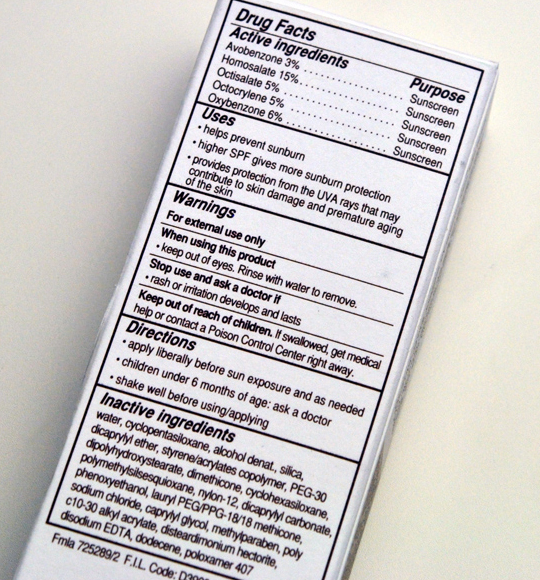 Drug Facts
Active ingredients Purpose
Avobenzone 3% Sunscreen
Homosalate 15% Sunscreen
Octisalate 5% Sunscreen
Octocrylene 5% Sunscreen
Oxybenzone 6% Sunscreen
Uses
• helps prevent sunburn
• higher SPF gives more sunburn protection
• provides protection from the UVA rays that may
contribute to skin damage and premature aging
of the skin
Warnings
For external use only
When using this product
• keep out of eyes. Rinse with water to remove.
Stop use and ask a doctor if
• rash or irritation develops and lasts
Keep out of reach of children. If swallowed, get medical
help or contact a Poison Control Center right away.
Directions
• apply liberally before sun exposure and as needed
• children under 6 months of age: ask a doctor
• shake well before using/applying
Inactive ingredients
water, cyclopentasiloxane, alcohol denat., silica,
dicaprylyl ether, styrene/acrylates copolymer, PEG-30
dipolyhydroxystearate, dimethicone, cyclohexasiloxane,
polymethylsilsesquioxane, nylon-12, dicaprylyl carbonate,
phenoxyethanol, lauryl PEG/PPG-18/18 methicone, poly
sodium chloride, caprylyl glycol, methylparaben, 
c10-30 alkyl acrylate, disteardimonium hectorite,
disodium EDTA, dodecene, poloxamer 407
Fmla 725289/2 F.I.L. Code: